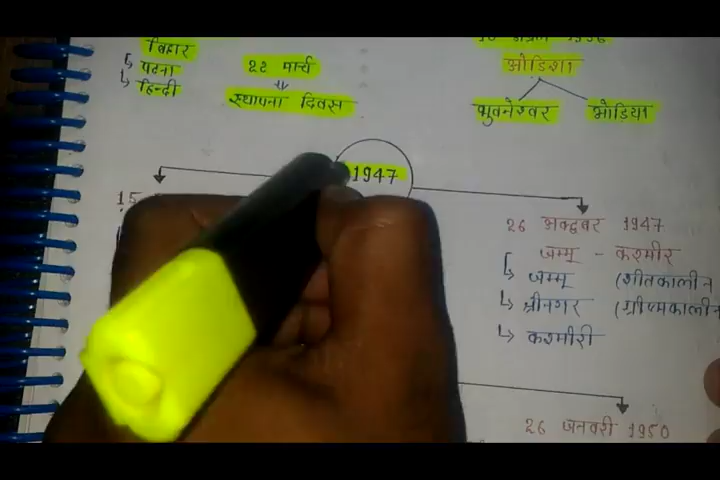 बिहार
पटना
हिन्दी
22 मार्च
स्थापना दिवस
ओडिशा
भुवनेश्वर
ओड़िया
1947
15
26 अक्टूबर 1947
जम्मू - कश्मीर
जम्मू (शीतकालीन
श्रीनगर (ग्रीष्मकालीन
कश्मीरी
26 जनवरी 1950